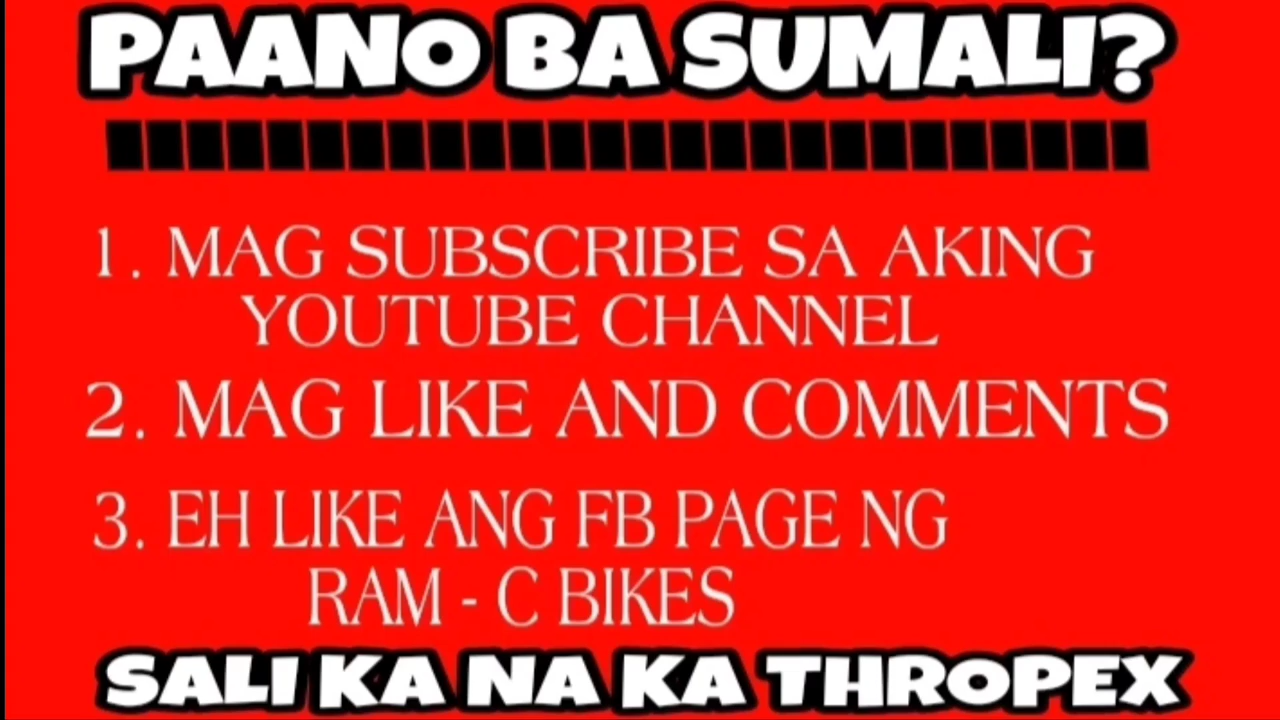 PAANO BA SUMALI?
1. MAG SUBSCRIBE SA AKING
YOUTUBE CHANNEL
2. MAG LIKE AND COMMENTS
3. EH LIKE ANG FB PAGE NG
RAM - C BIKES
SALI KA NA KA THROPEX